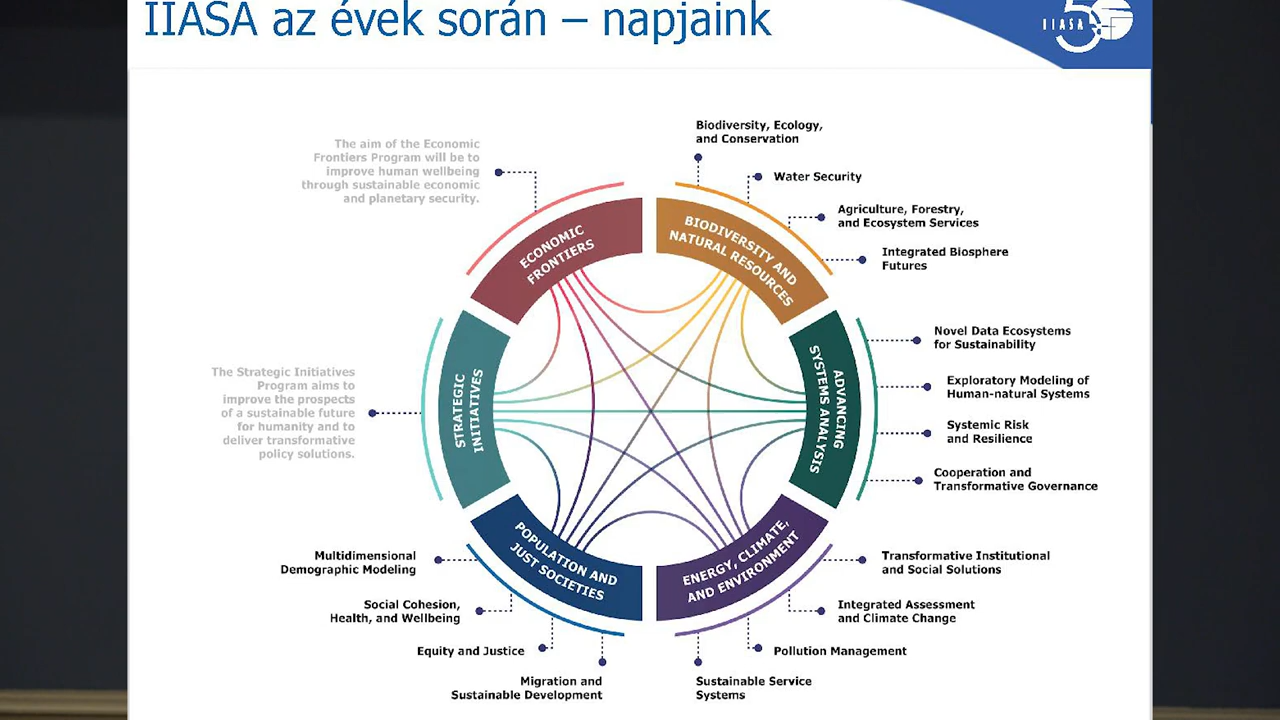 IIASA az évek során – napjaink
IIASA 50
The aim of the Economic
Frontiers Program will be to
improve human wellbeing
through sustainable economic
and planetary security.
Biodiversity, Ecology,
and Conservation
Water Security
Agriculture, Forestry,
and Ecosystem Services
Integrated Biosphere
Futures
ECONOMIC
FRONTIERS
BIODIVERSITY AND
NATURAL RESOURCES
Novel Data Ecosystems
for Sustainability
Exploratory Modeling of
Human-natural Systems
Systemic Risk
and Resilience
Cooperation and
Transformative Governance
ADVANCING
SYSTEMS ANALYSIS
STRATEGIC
INITIATIVES
The Strategic Initiatives
Program aims to
improve the prospects
of a sustainable future
for humanity and to
deliver transformative
policy solutions.
POPULATION AND
JUST SOCIETIES
ENERGY, CLIMATE,
AND ENVIRONMENT
Multidimensional
Demographic Modeling
Social Cohesion,
Health, and Wellbeing
Equity and Justice
Migration and
Sustainable Development
Transformative Institutional
and Social Solutions
Integrated Assessment
and Climate Change
Pollution Management
Sustainable Service
Systems